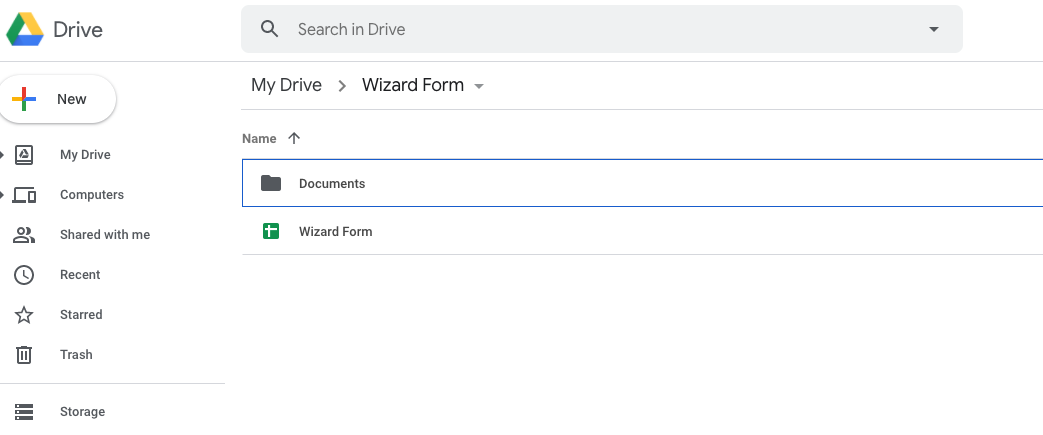 Drive
Search in Drive
New
My Drive
Computers
Shared with me
Recent
Starred
Trash
Storage
My Drive > Wizard Form
Name
Documents
Wizard Form